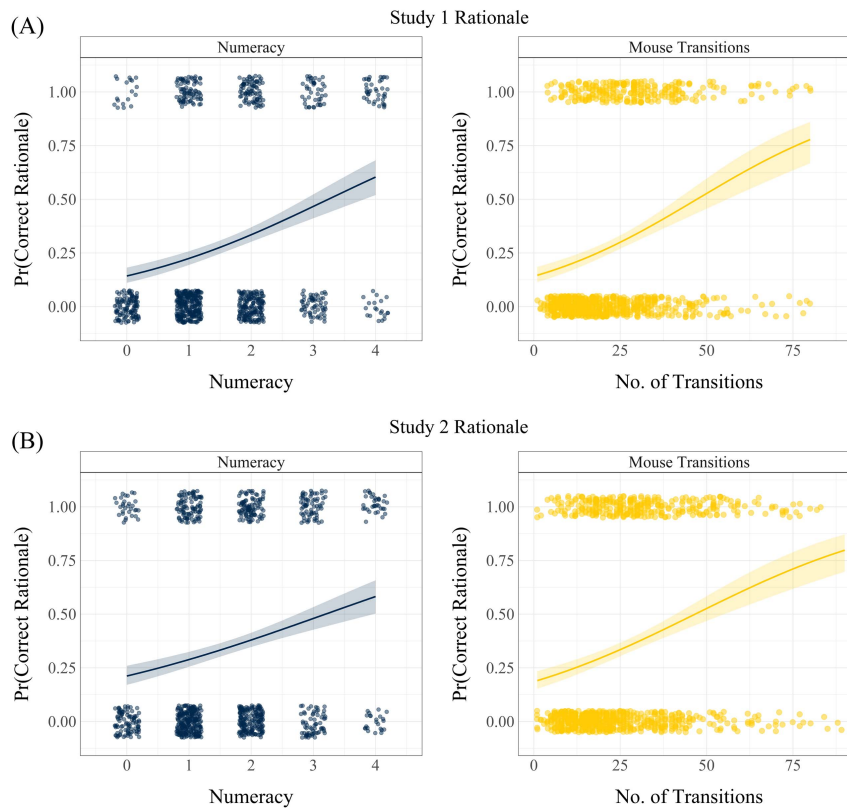 (A)
Study 1 Rationale
Numeracy
Mouse Transitions
Pr(Correct Rationale)
1.00
0.75
0.50
0.25
0.00
0 1 2 3 4
Numeracy
Pr(Correct Rationale)
1.00
0.75
0.50
0.25
0.00
0 25 50 75
No. of Transitions
(B)
Study 2 Rationale
Numeracy
Mouse Transitions
Pr(Correct Rationale)
1.00
0.75
0.50
0.25
0.00
0 1 2 3 4
Numeracy
Pr(Correct Rationale)
1.00
0.75
0.50
0.25
0.00
0 25 50 75
No. of Transitions